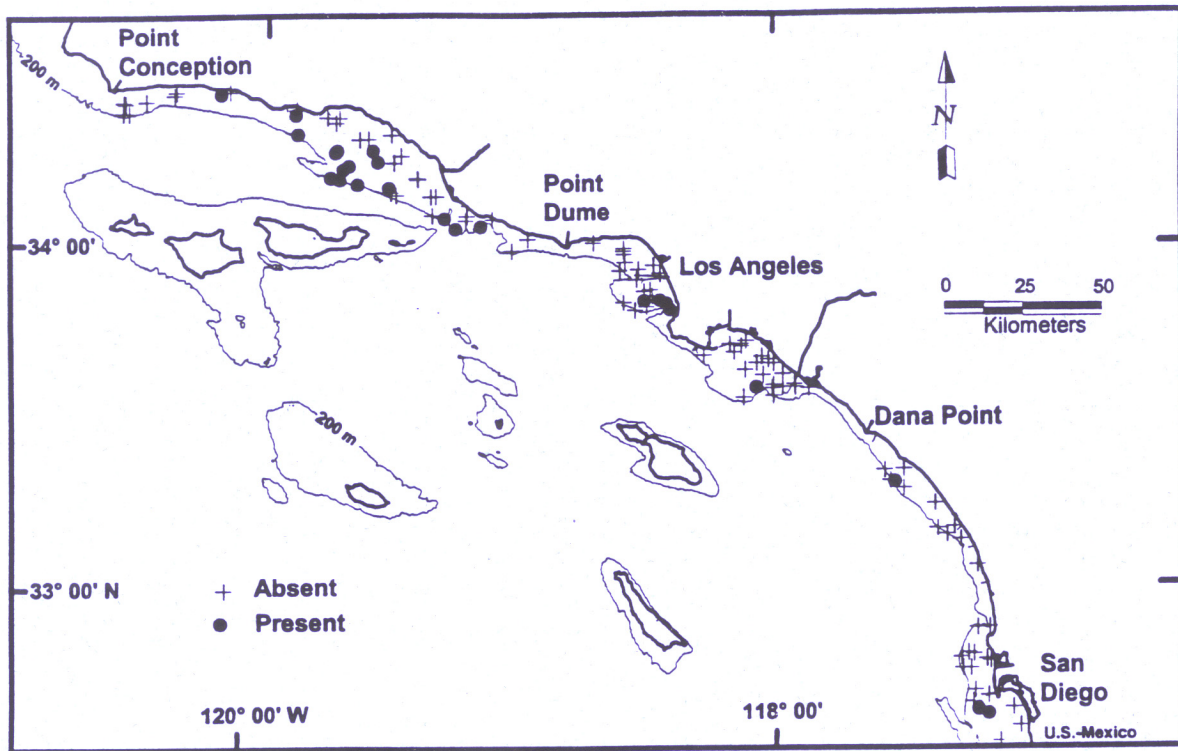 Point
Conception
200 m
N
Point
Dume
34° 00'
Los Angeles
0 25 50
Kilometers
200 m
Dana Point
33° 00' N
Absent
Present
San
Diego
120° 00' W
118° 00'
U.S.-Mexico